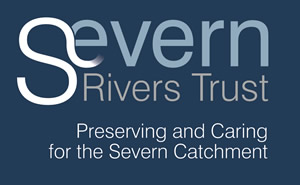 Severn
Rivers Trust
Preserving and Caring
for the Severn Catchment